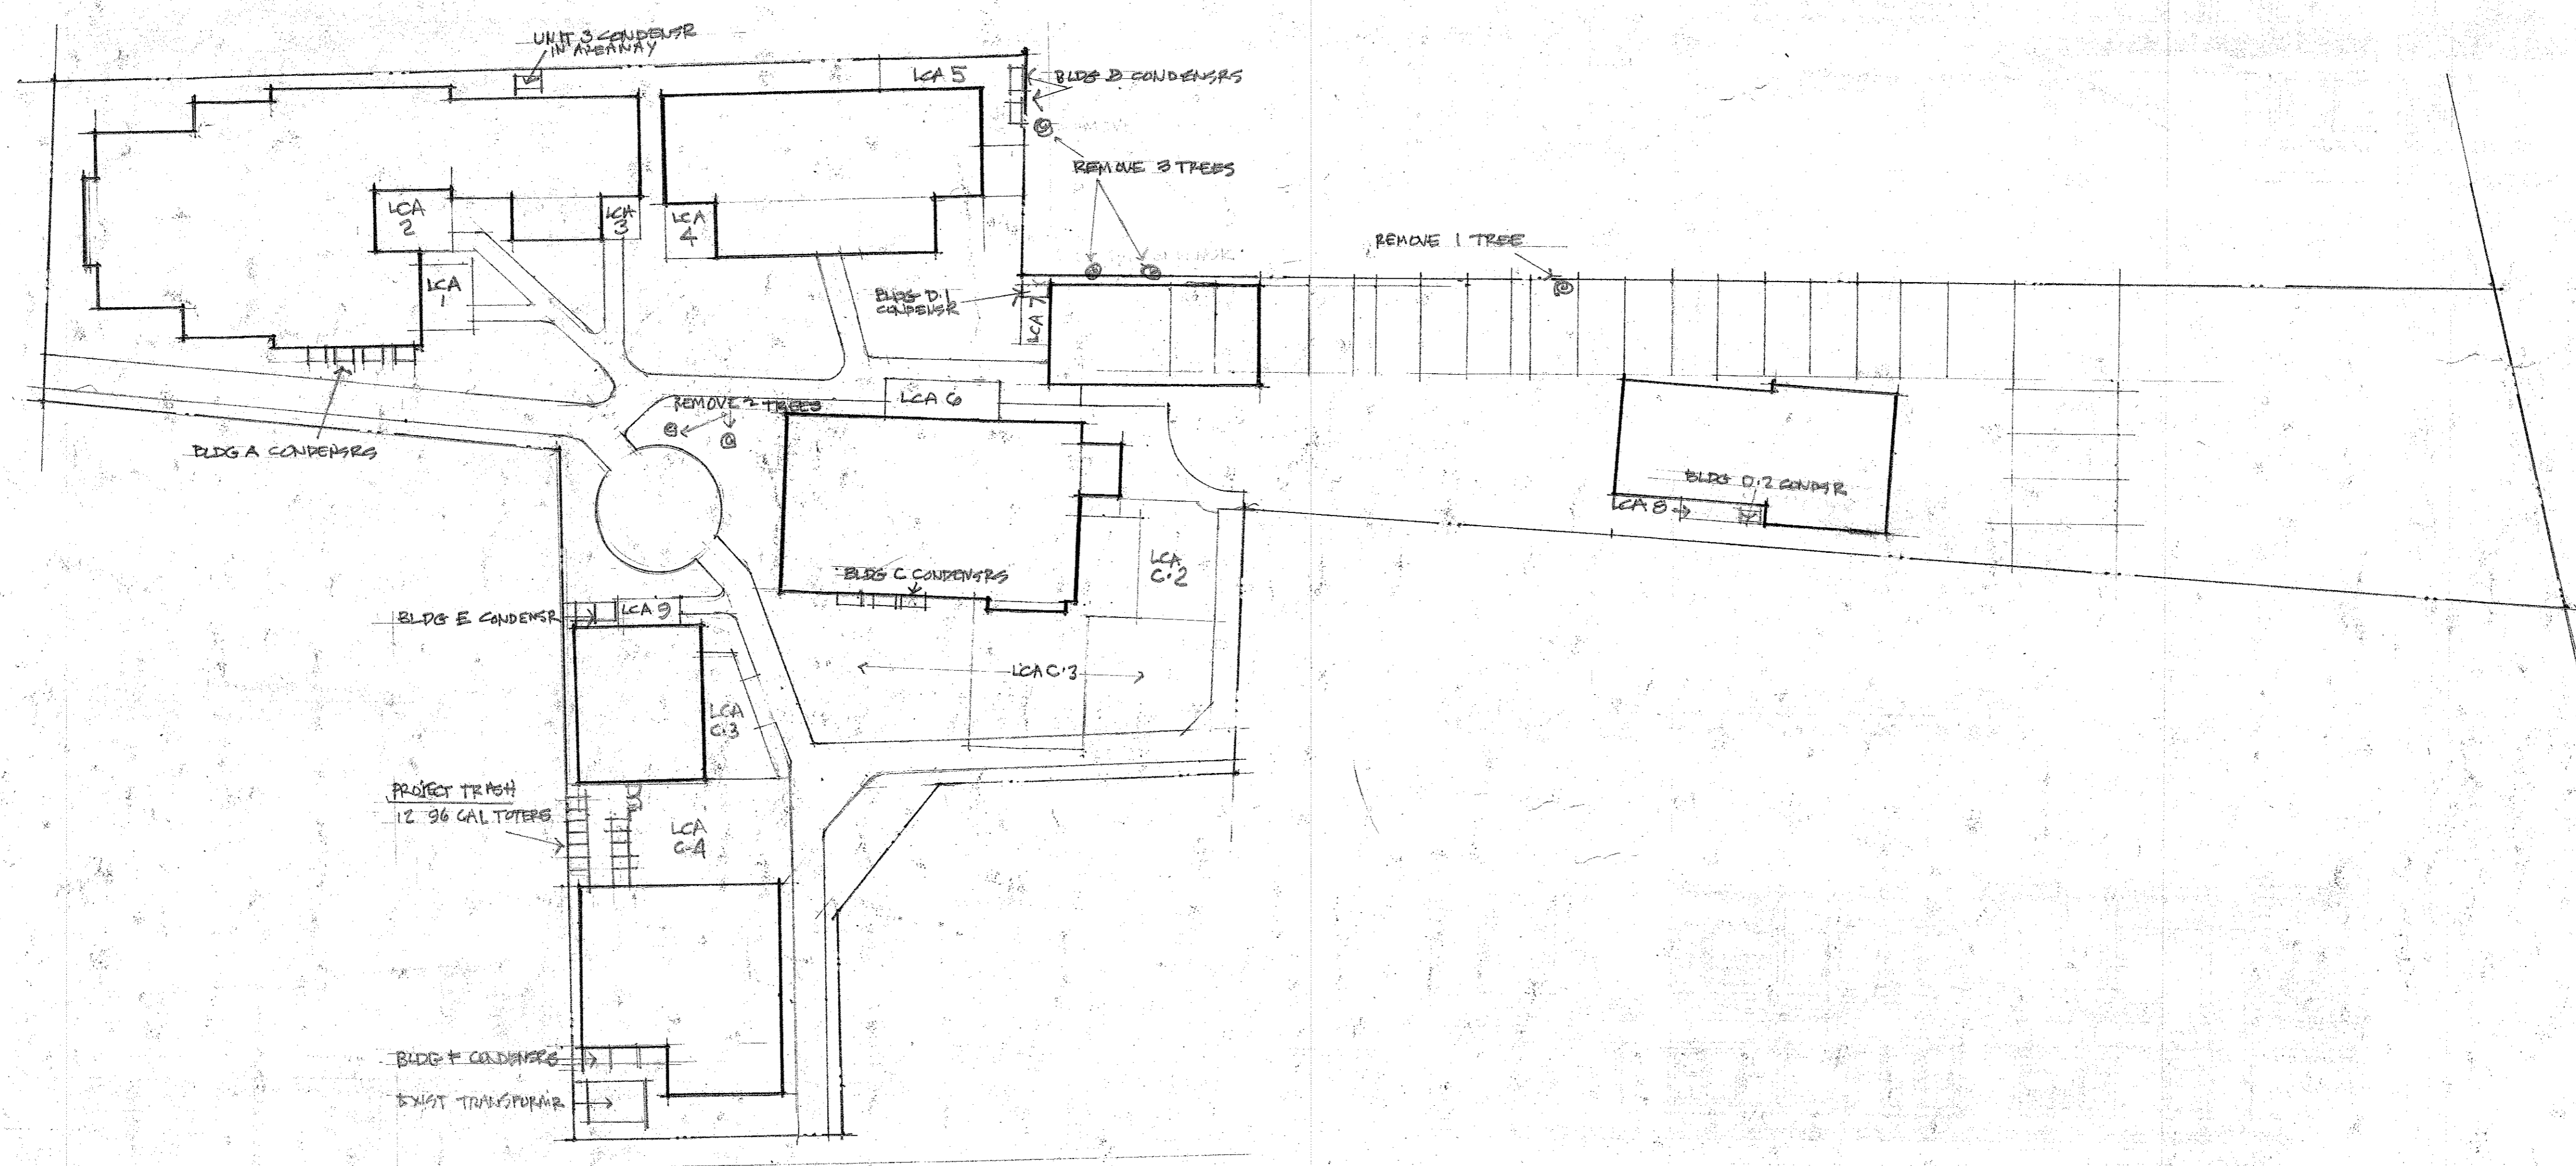 UNIT 3 CONDENSR
IN AREAWAY
LCA 5
BLDG B CONDENSRS
REMOVE 3 TREES
LCA
2
LCA
3
LCA
4
REMOVE 1 TREE
LCA
1
BLDG D.1
CONDENSR
LCA 7
LCA 6
REMOVE 2 TREES
BLDG A CONDENSRS
BLDG D.2 CONDSR
LCA 8
LCA
C.2
BLDG C CONDENSRS
BLDG E CONDENSR
LCA 9
LCA C.3
LCA
C.3
PROJECT TRASH
12 96 GAL TOTERS
LCA
C-4
BLDG F CONDENSRS
EXIST TRANSFORMR